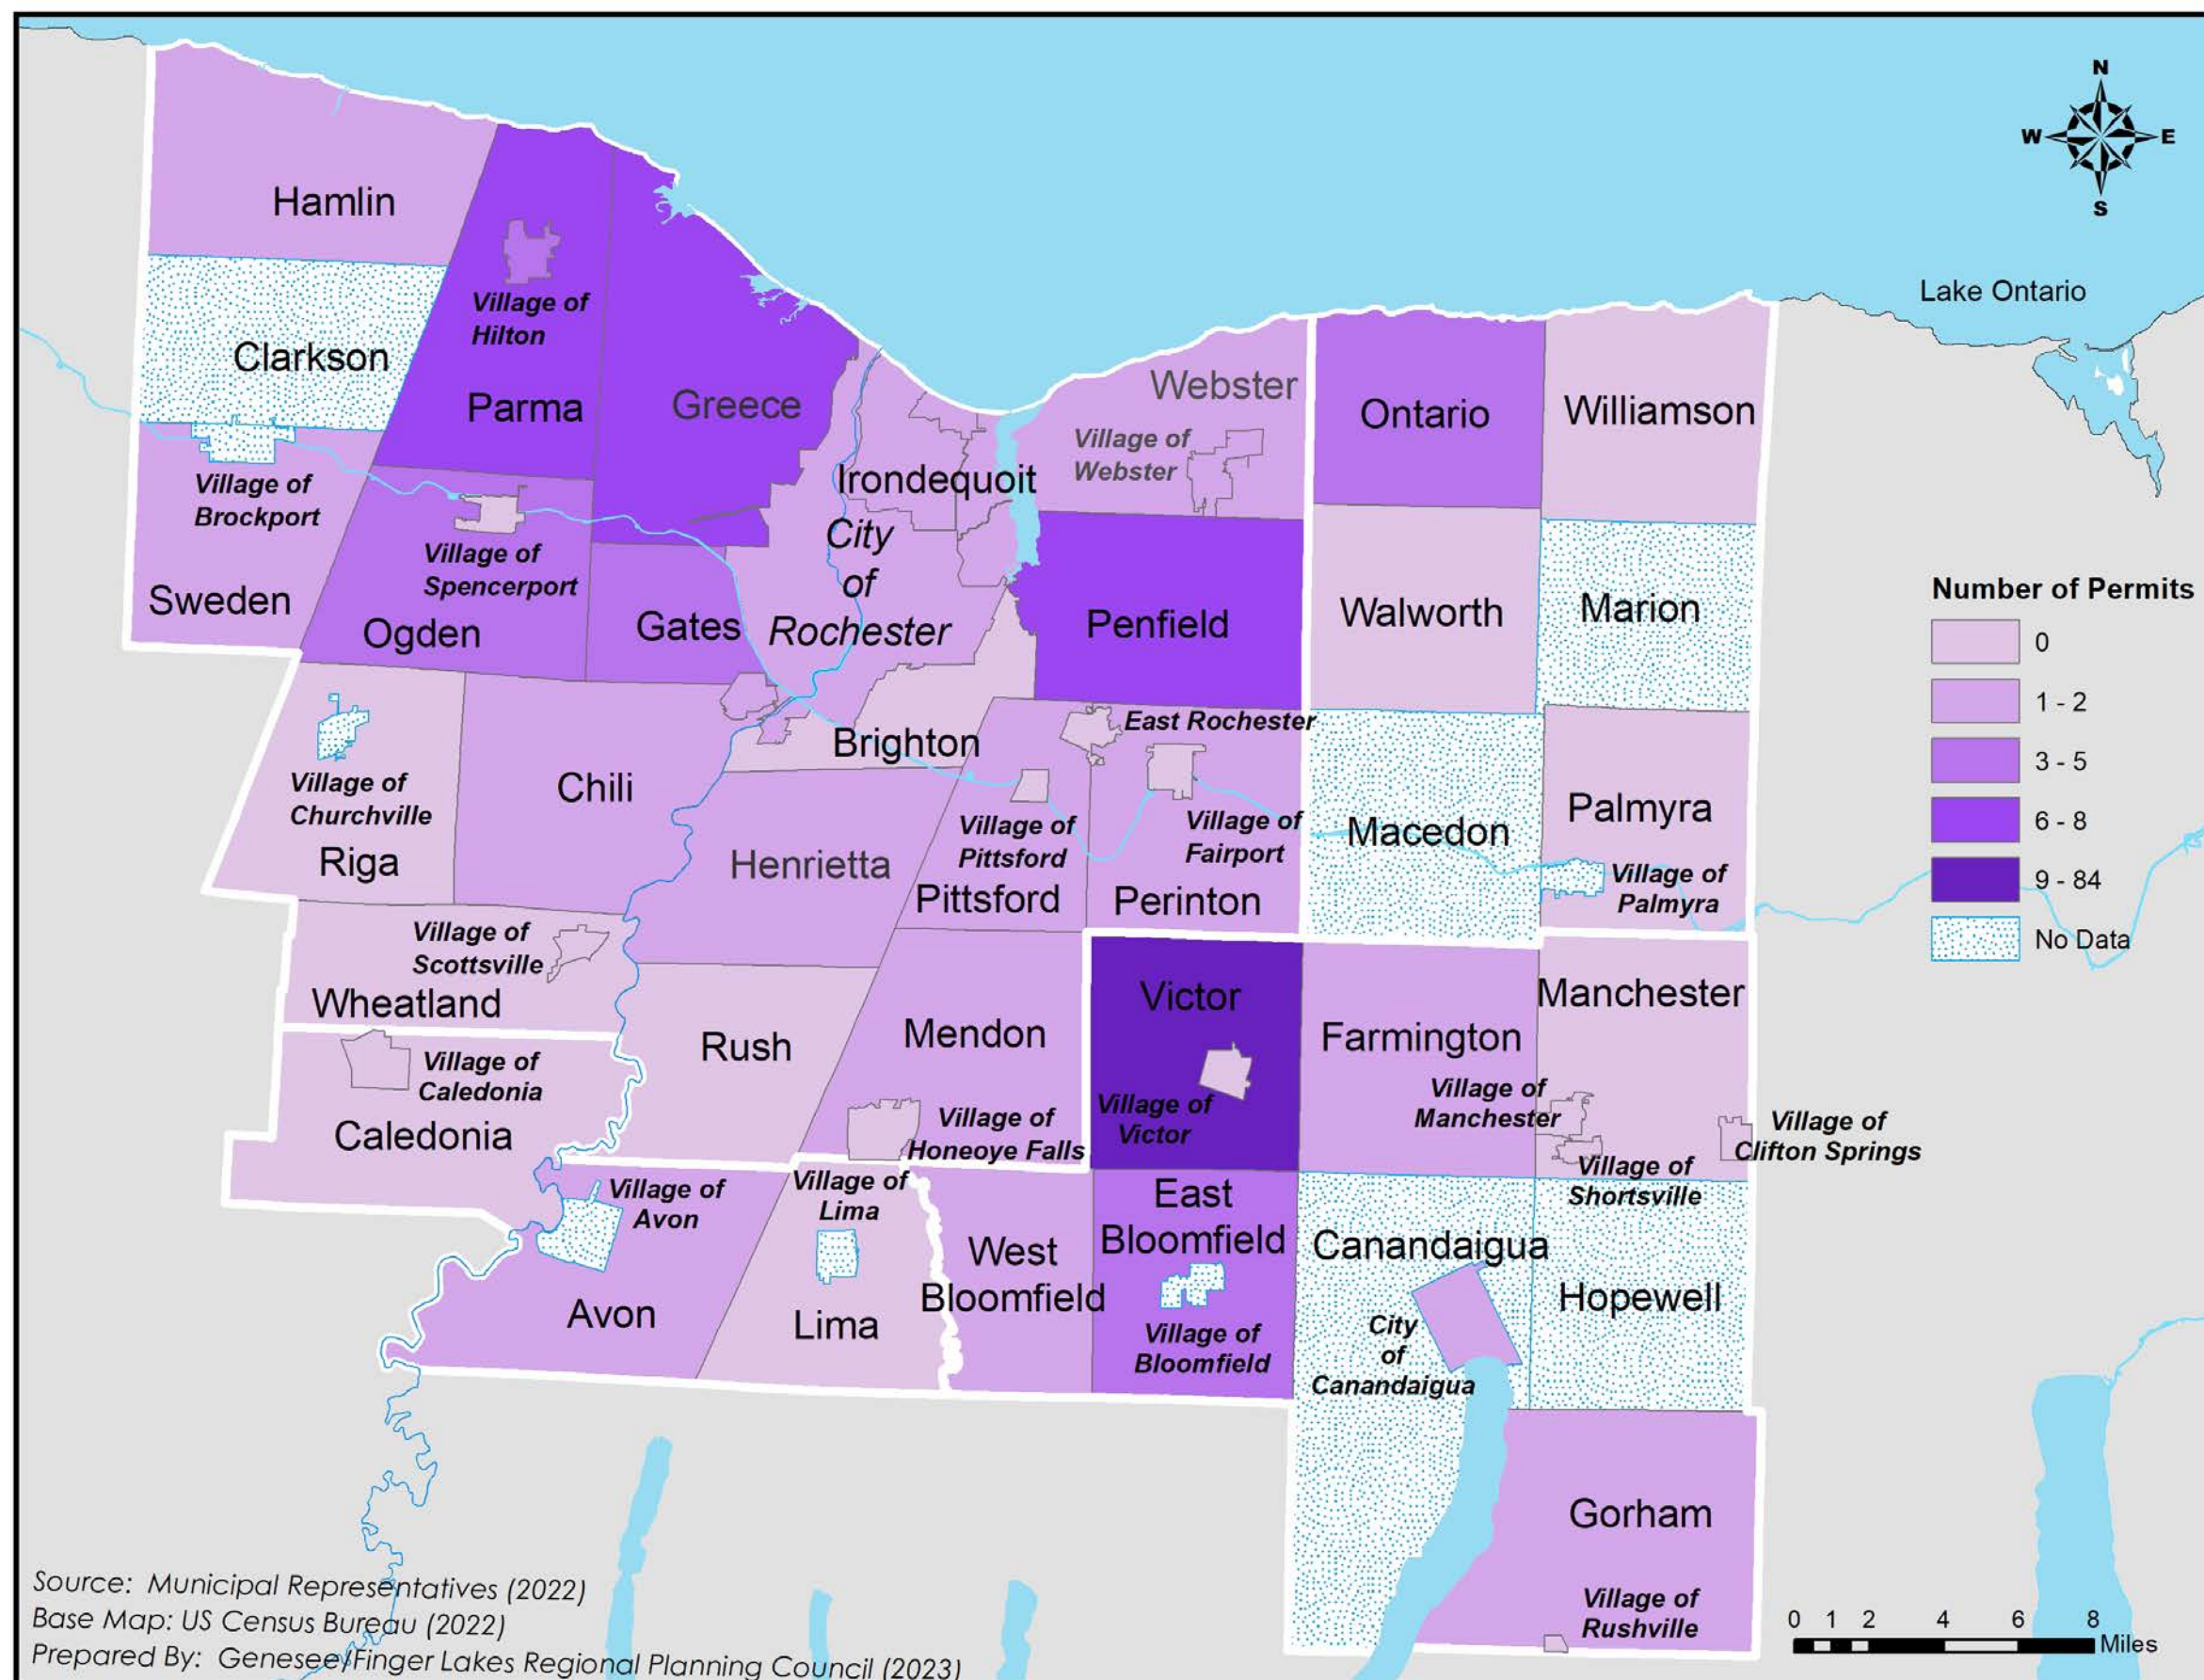 N
W
E
S
Lake Ontario
Hamlin
Village of
Hilton
Clarkson
Parma
Greece
Webster
Village of
Webster
Ontario
Williamson
Village of
Brockport
Irondequoit
City
of
Rochester
Village of
Spencerport
Sweden
Ogden
Gates
Penfield
Walworth
Marion
Number of Permits
0
1 - 2
3 - 5
6 - 8
9 - 84
No Data
East Rochester
Brighton
Village of
Churchville
Riga
Chili
Henrietta
Village of
Pittsford
Pittsford
Village of
Fairport
Perinton
Macedon
Palmyra
Village of
Palmyra
Village of
Scottsville
Wheatland
Rush
Mendon
Victor
Village of
Victor
Farmington
Manchester
Village of
Manchester
Village of
Clifton Springs
Village of
Shortsville
Village of
Caledonia
Caledonia
Village of
Honeoye Falls
Village of
Avon
Avon
Village of
Lima
Lima
West
Bloomfield
East
Bloomfield
Village of
Bloomfield
Canandaigua
City
of
Canandaigua
Hopewell
Gorham
Village of
Rushville
0 1 2 4 6 8
Miles
Source: Municipal Representatives (2022)
Base Map: US Census Bureau (2022)
Prepared By: Genesee/Finger Lakes Regional Planning Council (2023)